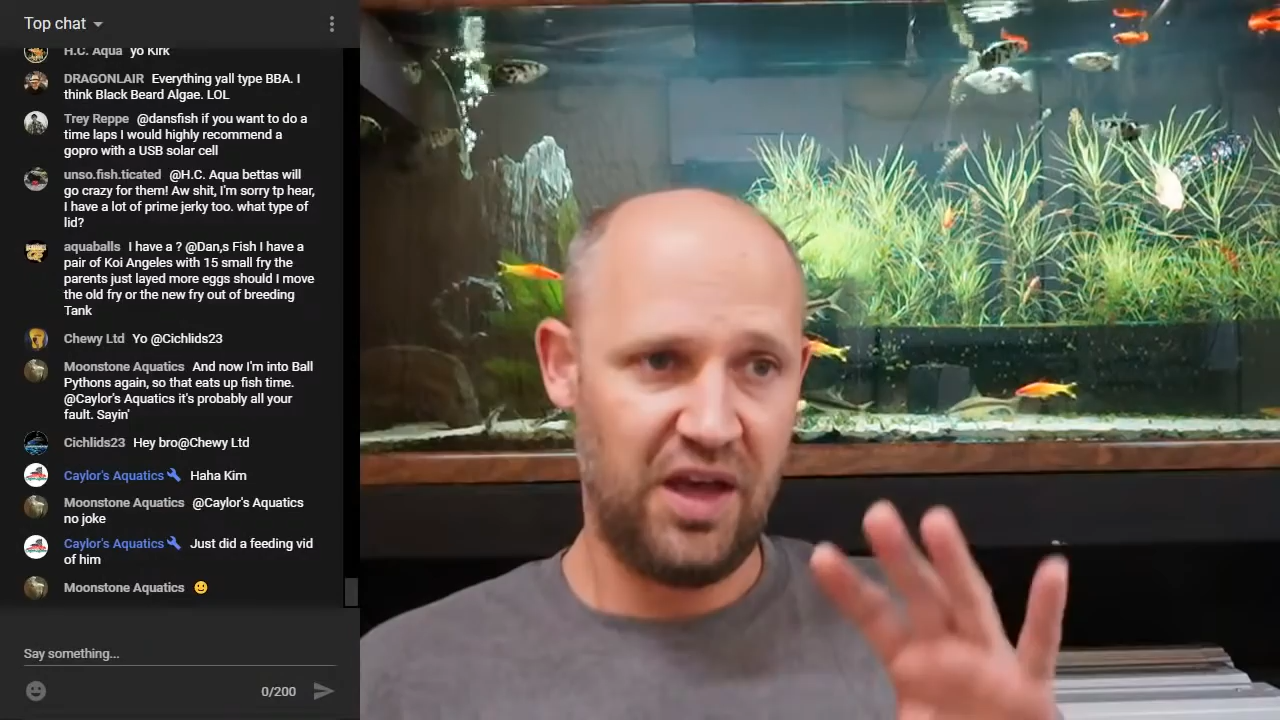 Top chat
H.C. Aqua yo Kirk
DRAGONLAIR Everything yall type BBA. I
think Black Beard Algae. LOL
Trey Reppe @dansfish if you want to do a
time laps I would highly recommend a
gopro with a USB solar cell
unso.fish.ticated @H.C. Aqua bettas will
go crazy for them! Aw shit, I'm sorry tp hear,
I have a lot of prime jerky too. what type of
lid?
aquaballs I have a ? @Dan,s Fish I have a
pair of Koi Angeles with 15 small fry the
parents just layed more eggs should I move
the old fry or the new fry out of breeding
Tank
Chewy Ltd Yo @Cichlids23
Moonstone Aquatics And now I'm into Ball
Pythons again, so that eats up fish time.
@Caylor's Aquatics it's probably all your
fault. Sayin'
Cichlids23 Hey bro@Chewy Ltd
Caylor's Aquatics Haha Kim
Moonstone Aquatics @Caylor's Aquatics
no joke
Caylor's Aquatics Just did a feeding vid
of him
Moonstone Aquatics 🙂
Say something...
0/200